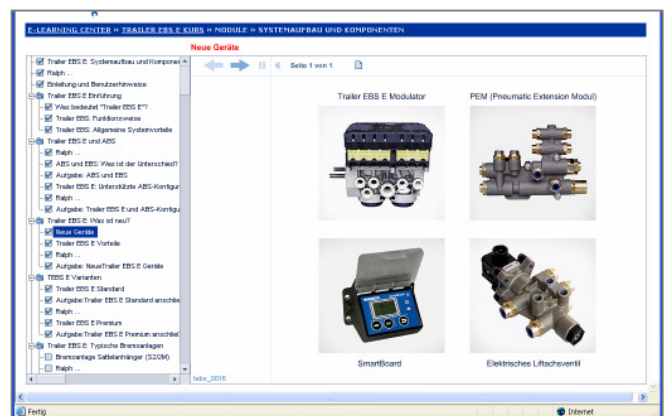 E-LEARNING CENTER » TRAILER EBS E KURS » MODULE » SYSTEMAUFBAU UND KOMPONENTEN
Neue Geräte
Seite 1 von 1
Trailer EBS E: Systemaufbau und Komponen
Ralph ...
Einleitung und Benutzerhinweise
Trailer EBS E Einführung
Was bedeutet "Trailer EBS E"?
Trailer EBS: Funktionsweise
Trailer EBS: Allgemeine Systemvorteile
Trailer EBS E und ABS
Ralph ...
ABS und EBS: Was ist der Unterschied?
Aufgabe: ABS und EBS
Trailer EBS E: Unterstützte ABS-Konfigur
Ralph ...
Aufgabe: Trailer EBS E und ABS-Konfigu
Trailer EBS E: Was ist neu?
Neue Geräte
Trailer EBS E Vorteile
Ralph ...
Aufgabe: NeueTrailer EBS E Geräte
TEBS E Varianten
Trailer EBS E Standard
Aufgabe:Trailer EBS E Standard anschlie
Ralph ...
Trailer EBS E Premium
Aufgabe:Trailer EBS E Premium anschließ
Trailer EBS E: Typische Bremsanlagen
Bremsanlage Sattelanhänger (S2/2M)
Ralph ...
Trailer EBS E Modulator
PEM (Pneumatic Extension Modul)
SmartBoard
Elektrisches Liftachsventil
tebs_0016
Fertig
Internet